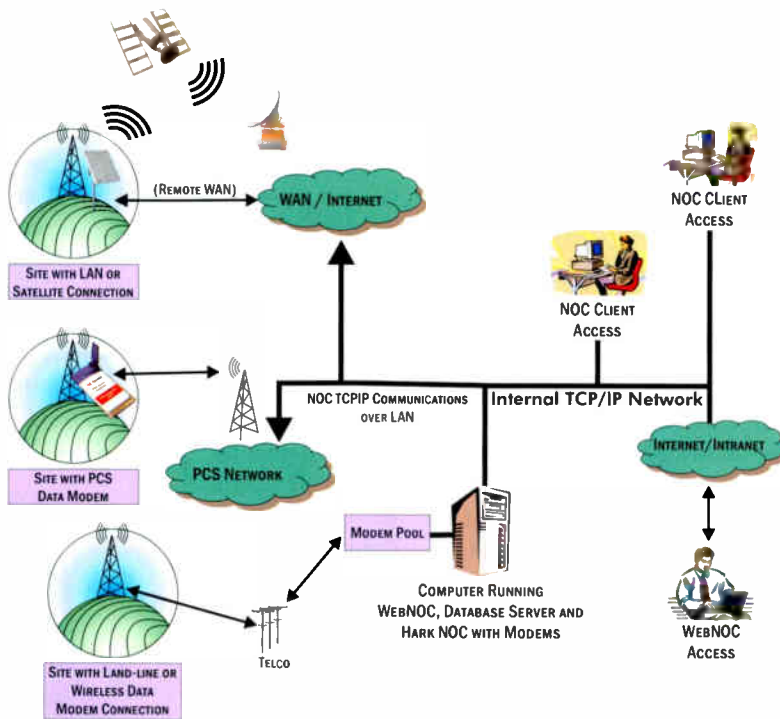 (REMOTE WAN)
WAN / INTERNET
NOC CLIENT
ACCESS
SITE WITH LAN OR
SATELLITE CONNECTION
NOC CLIENT
ACCESS
NOC TCPIP COMMUNICATIONS
OVER LAN
Internal TCP/IP Network
SITE WITH PCS
DATA MODEM
PCS NETWORK
INTERNET/INTRANET
MODEM POOL
COMPUTER RUNNING
WEBNOC, DATABASE SERVER AND
HARK NOC WITH MODEMS
WEBNOC
ACCESS
TELCO
SITE WITH LAND-LINE OR
WIRELESS DATA
MODEM CONNECTION